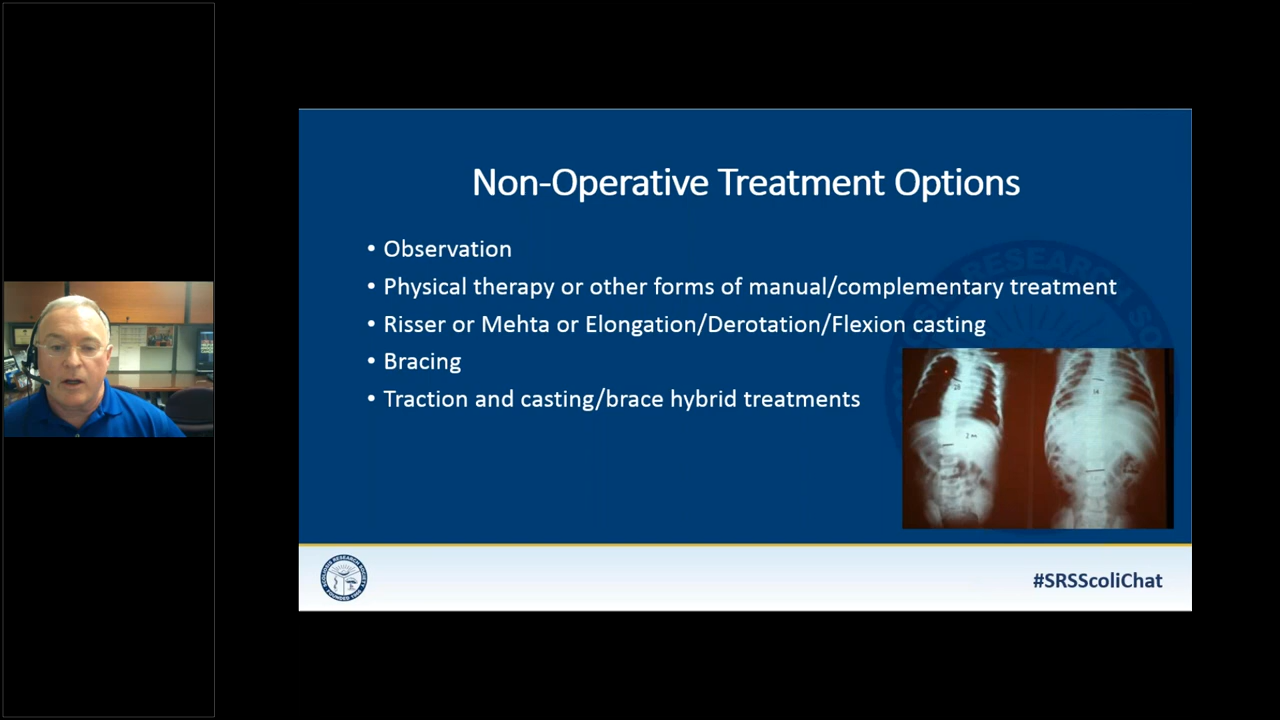 Non-Operative Treatment Options
• Observation
• Physical therapy or other forms of manual/complementary treatment
• Risser or Mehta or Elongation/Derotation/Flexion casting
• Bracing
• Traction and casting/brace hybrid treatments
#SRSScoliChat